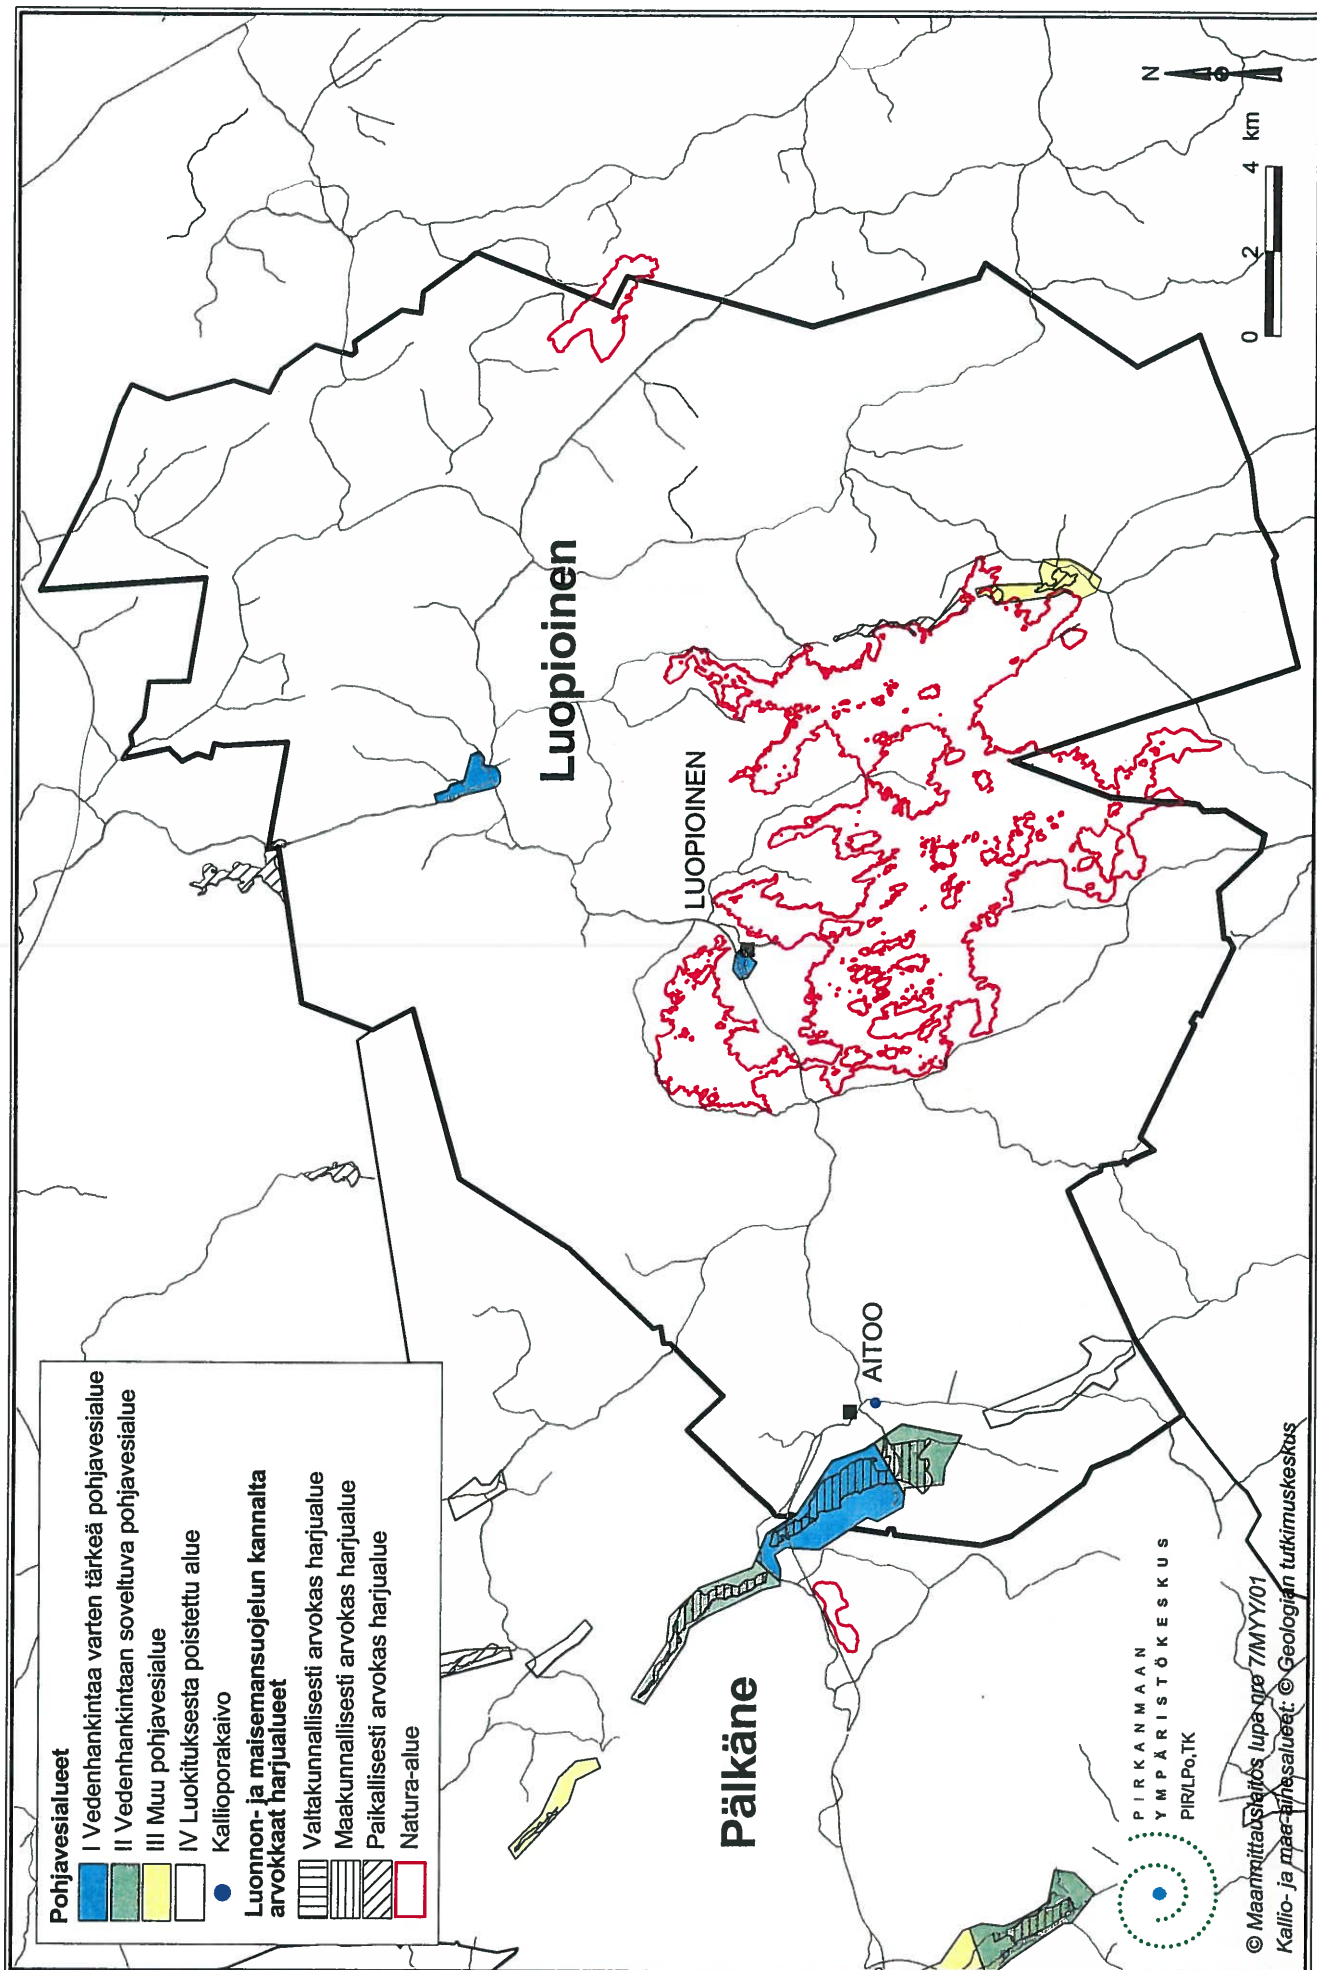 Pohjavesialueet
I Vedenhankintaa varten tärkeä pohjavesialue
II Vedenhankintaan soveltuva pohjavesialue
III Muu pohjavesialue
IV Luokituksesta poistettu alue
Kallioporakaivo
Luonnon- ja maisemansuojelun kannalta
arvokkaat harjualueet
Valtakunnallisesti arvokas harjualue
Maakunnallisesti arvokas harjualue
Paikallisesti arvokas harjualue
Natura-alue
Luopioinen
LUOPIOINEN
AITOO
Pälkäne
N
0 2 4 km
PIRKANMAAN
YMPÄRISTÖKESKUS
PIR/LPo,TK
© Maanmittauslaitos lupa nro 7/MYY/01
Kallio- ja maa-ainesalueet: © Geologian tutkimuskeskus